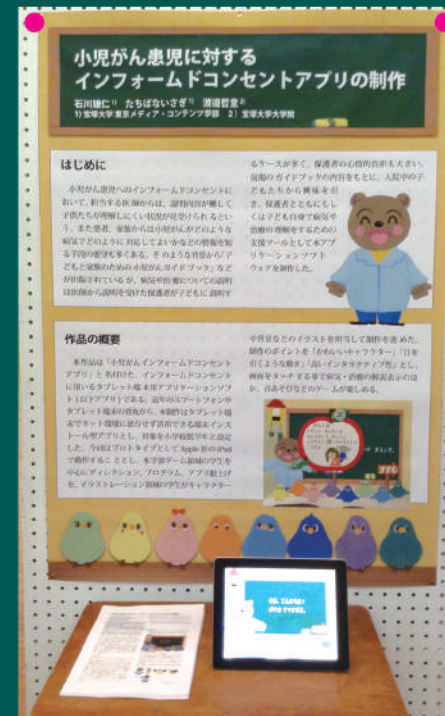 小児がん患児に対する
インフォームドコンセントアプリの制作
石川雄仁1) たちばないさぎ1) 渡邉哲意2)
1) 宝塚大学 東京メディア・コンテンツ学部 2) 宝塚大学大学院
はじめに
小児がん患児へのインフォームドコンセントに
おいて、担当する医師からは、説明内容が難しく
子供たちが理解しにくい状況が見受けられるとい
う。また患者、家族からは小児がんがどのような
病気でどのように対応してよいかなどの情報を知
る手段の要望も多くある。そのような背景から「子
どもと家族のための小児がんガイドブック」など
が出版されているが、病気や治療についての説明
は医師から説明を受けた保護者が子どもに説明す
るケースが多く、保護者の心情的負担も大きい。
前掲のガイドブックの内容をもとに、入院中の子
どもたちから興味を引
き、保護者とともにもし
くは子ども自身で病気や
治療の理解をするための
支援ツールとして本アプ
リケーションソフト
ウェアを制作した。
作品の概要
本作品は「小児がんインフォームドコンセント
アプリ」と名付けた、インフォームドコンセント
に用いるタブレット端末用アプリケーションソフ
ト(以下アプリ)である。近年のスマートフォンや
タブレット端末の普及から、本制作はタブレット端
末でネット環境に依存せず活用できる端末インス
トール型アプリとし、対象を小学校低学年と設定
した。今回はプロトタイプとしてApple社のiPad
で動作することとし、本学部ゲーム領域の学生を
中心にディレクション、プログラム、アプリ組上げ
を、イラストレーション領域の学生がキャラクター
や背景などのイラストを担当して制作を進めた。
制作のポイントを「かわいいキャラクター」「目を
引くような動き」「高いインタラクティブ性」とし、
画面をタッチする事で病気・治療の解説表示のほ
か、音あそびなどのゲームが楽しめる。